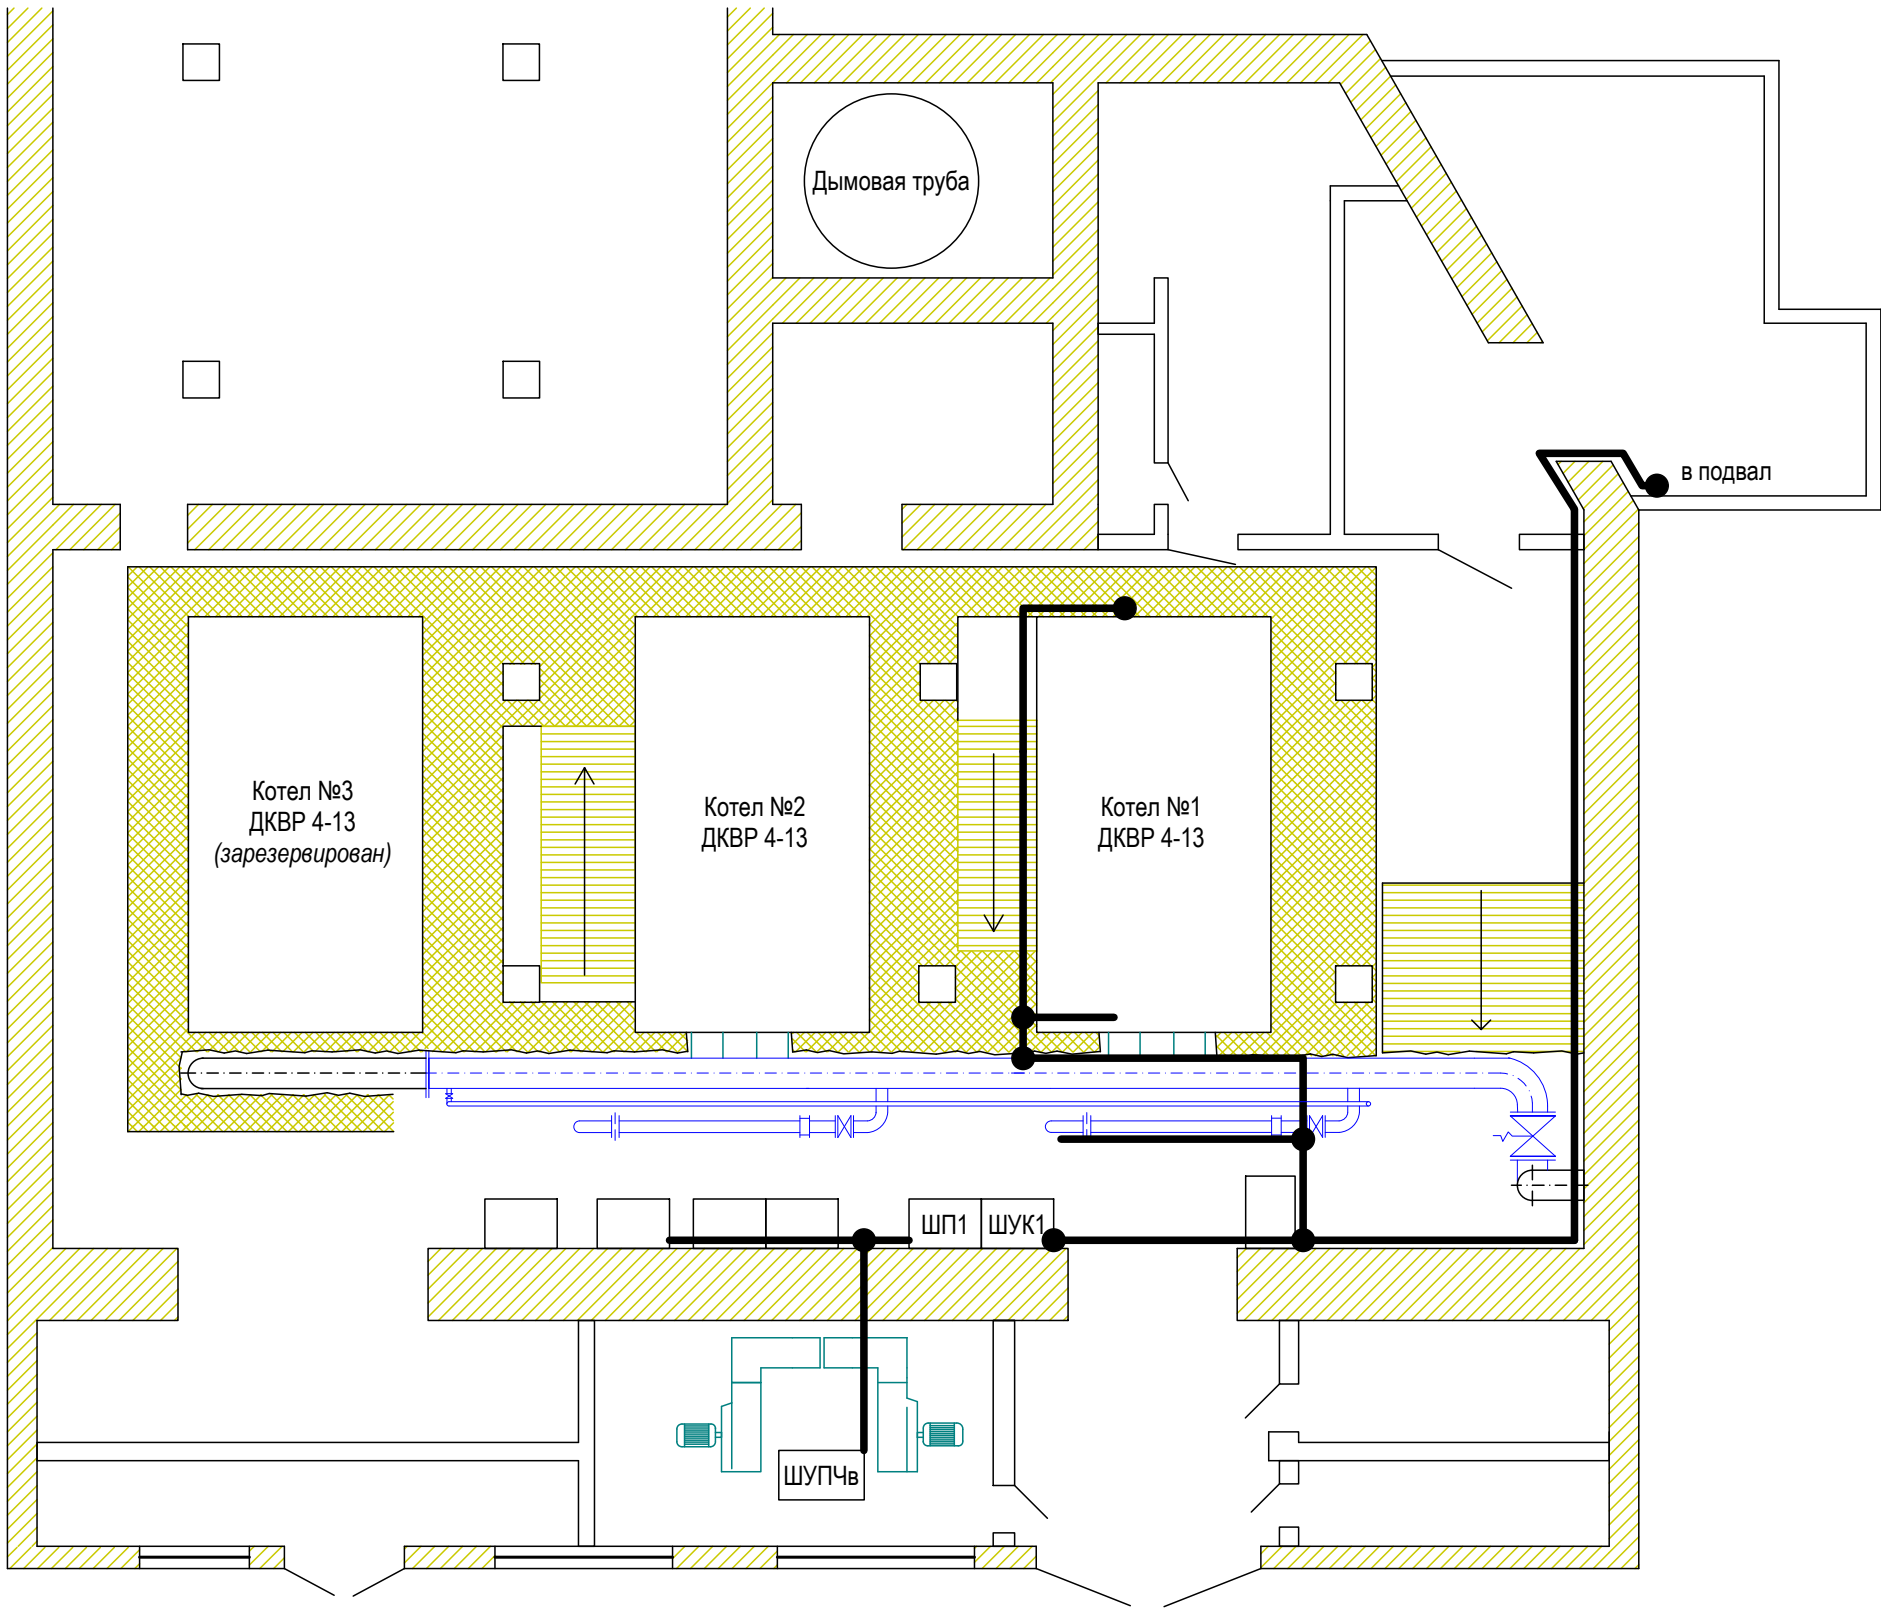 Дымовая труба
в подвал
Котел №3
ДКВР 4-13
(зарезервирован)
Котел №2
ДКВР 4-13
Котел №1
ДКВР 4-13
ШП1
ШУК1
ШУПЧв